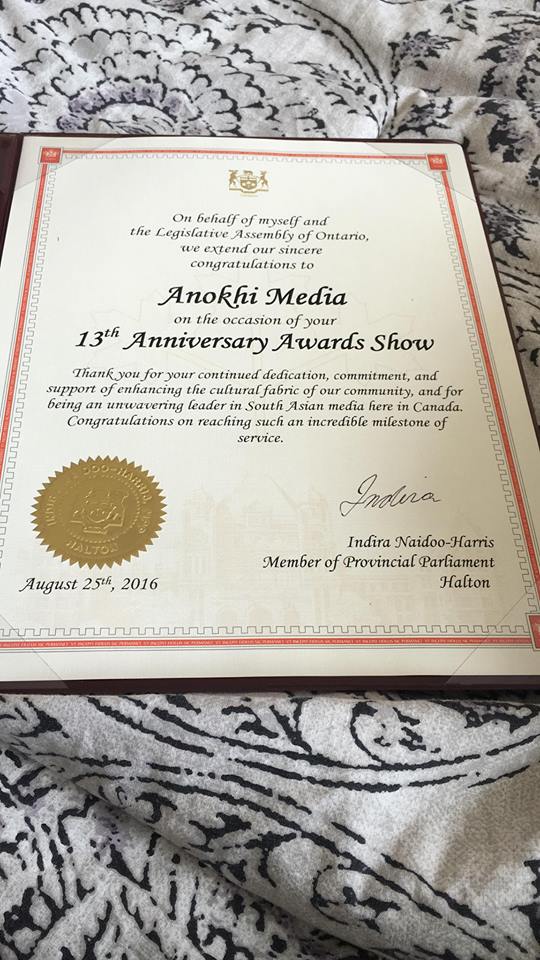 On behalf of myself and
the Legislative Assembly of Ontario,
we extend our sincere
congratulations to
Anokhi Media
on the occasion of your
13th Anniversary Awards Show
Thank you for your continued dedication, commitment, and
support of enhancing the cultural fabric of our community, and for
being an unwavering leader in South Asian media here in Canada.
Congratulations on reaching such an incredible milestone of
service.
HALTON
Indira
Indira Naidoo-Harris
Member of Provincial Parliament
Halton
August 25th, 2016